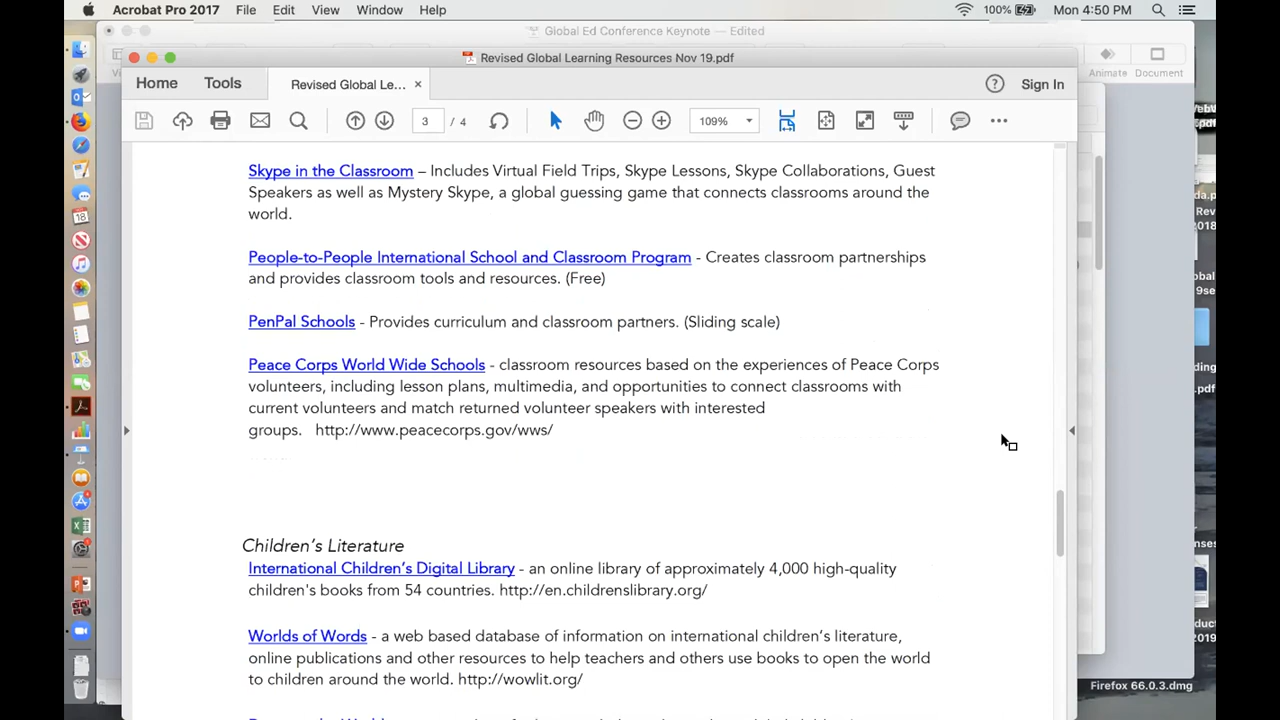 Acrobat Pro 2017 File Edit View Window Help 100% Mon 4:50 PM
Global Ed Conference Keynote — Edited
Revised Global Learning Resources Nov 19.pdf
Animate Document
Home Tools Revised Global Le... × Sign In
3 / 4 109%
Skype in the Classroom – Includes Virtual Field Trips, Skype Lessons, Skype Collaborations, Guest
Speakers as well as Mystery Skype, a global guessing game that connects classrooms around the
world.
People-to-People International School and Classroom Program - Creates classroom partnerships
and provides classroom tools and resources. (Free)
PenPal Schools - Provides curriculum and classroom partners. (Sliding scale)
Peace Corps World Wide Schools - classroom resources based on the experiences of Peace Corps
volunteers, including lesson plans, multimedia, and opportunities to connect classrooms with
current volunteers and match returned volunteer speakers with interested
groups. http://www.peacecorps.gov/wws/
Children's Literature
International Children's Digital Library - an online library of approximately 4,000 high-quality
children's books from 54 countries. http://en.childrenslibrary.org/
Worlds of Words - a web based database of information on international children's literature,
online publications and other resources to help teachers and others use books to open the world
to children around the world. http://wowlit.org/
Firefox 66.0.3.dmg